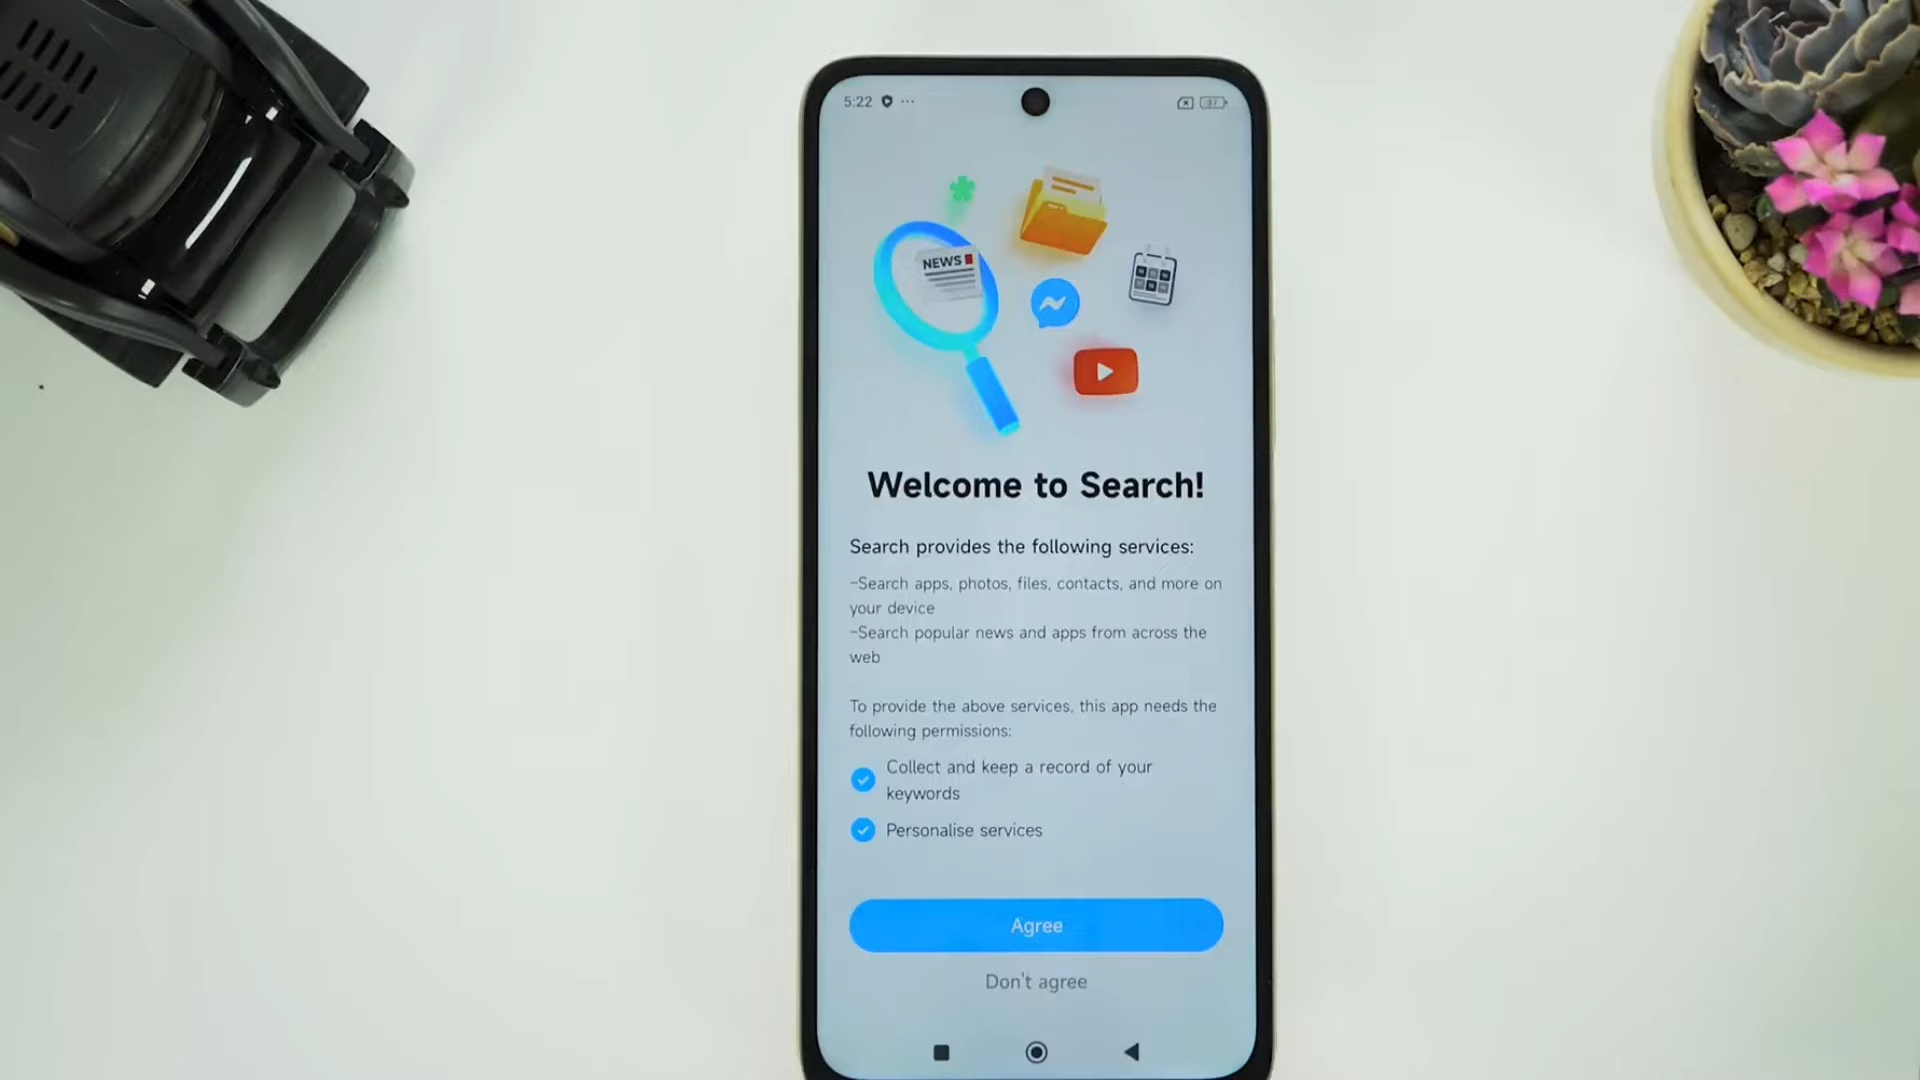 5:22
37
NEWS
Welcome to Search!
Search provides the following services:
–Search apps, photos, files, contacts, and more on
your device
–Search popular news and apps from across the
web
To provide the above services, this app needs the
following permissions:
Collect and keep a record of your
keywords
Personalise services
Agree
Don't agree